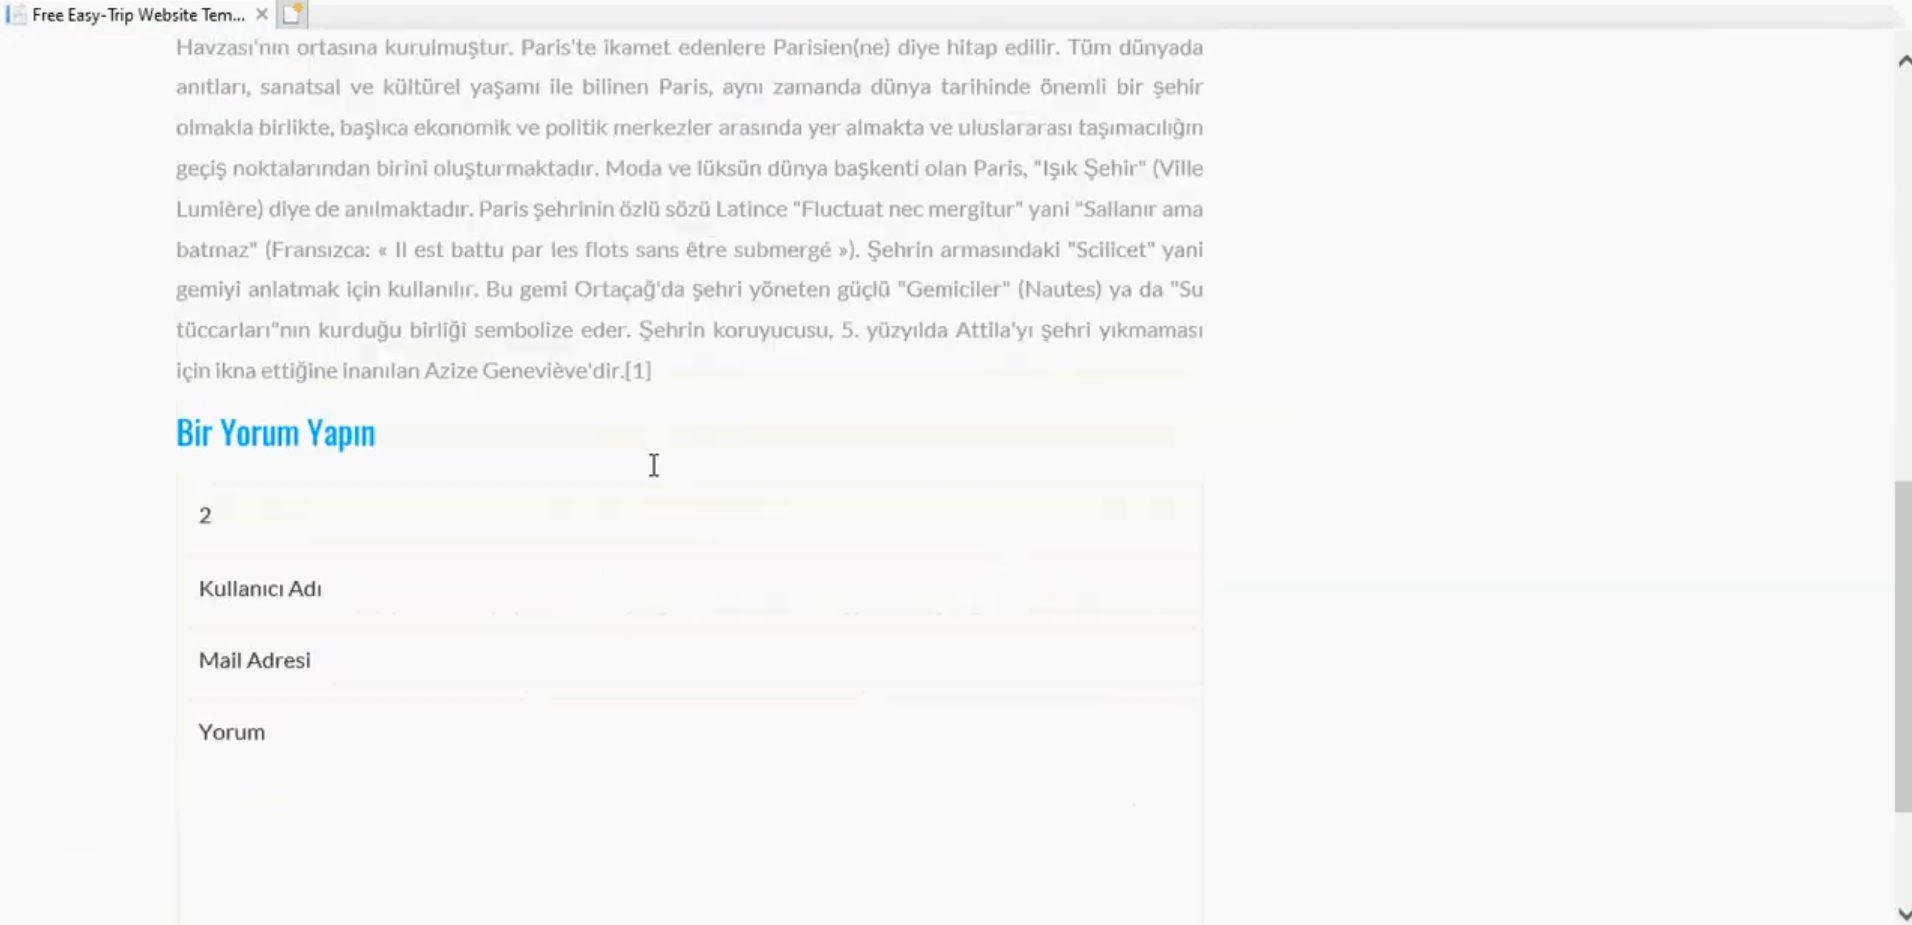 Free Easy-Trip Website Tem...
Havzası'nın ortasına kurulmuştur. Paris'te ikamet edenlere Parisien(ne) diye hitap edilir. Tüm dünyada
anıtları, sanatsal ve kültürel yaşamı ile bilinen Paris, aynı zamanda dünya tarihinde önemli bir şehir
olmakla birlikte, başlıca ekonomik ve politik merkezler arasında yer almakta ve uluslararası taşımacılığın
geçiş noktalarından birini oluşturmaktadır. Moda ve lüksün dünya başkenti olan Paris, "Işık Şehir" (Ville
Lumière) diye de anılmaktadır. Paris şehrinin özlü sözü Latince "Fluctuat nec mergitur" yani "Sallanır ama
batmaz" (Fransızca: « Il est battu par les flots sans être submergé »). Şehrin armasındaki "Scilicet" yani
gemiyi anlatmak için kullanılır. Bu gemi Ortaçağ'da şehri yöneten güçlü "Gemiciler" (Nautes) ya da "Su
tüccarları"nın kurduğu birliği sembolize eder. Şehrin koruyucusu, 5. yüzyılda Attila'yı şehri yıkmaması
için ikna ettiğine inanılan Azize Geneviève'dir.[1]
Bir Yorum Yapın
2
Kullanıcı Adı
Mail Adresi
Yorum